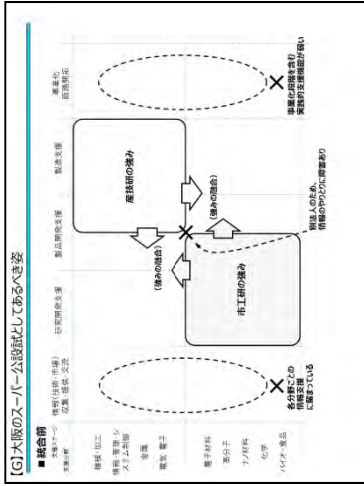 【G】大阪のスーパー公設試としてあるべき姿
■統合前
支援ステージ
支援分野
情報(技術・市場)
収集・提供・交流
研究開発支援
製品開発支援
製造支援
事業化
販路開拓
機械・加工
情報・管理・シ
ステム制御
金属
電気・電子
電子材料
高分子
ナノ材料
化学
バイオ・食品
産技研の強み
(強みの融合)
(強みの融合)
(強みの融合)
市工研の強み
各分野ごとの
情報支援
に留まっている
別法人のため、
情報のやりとりに障害あり
事業化段階を含む
実践的支援機能が弱い